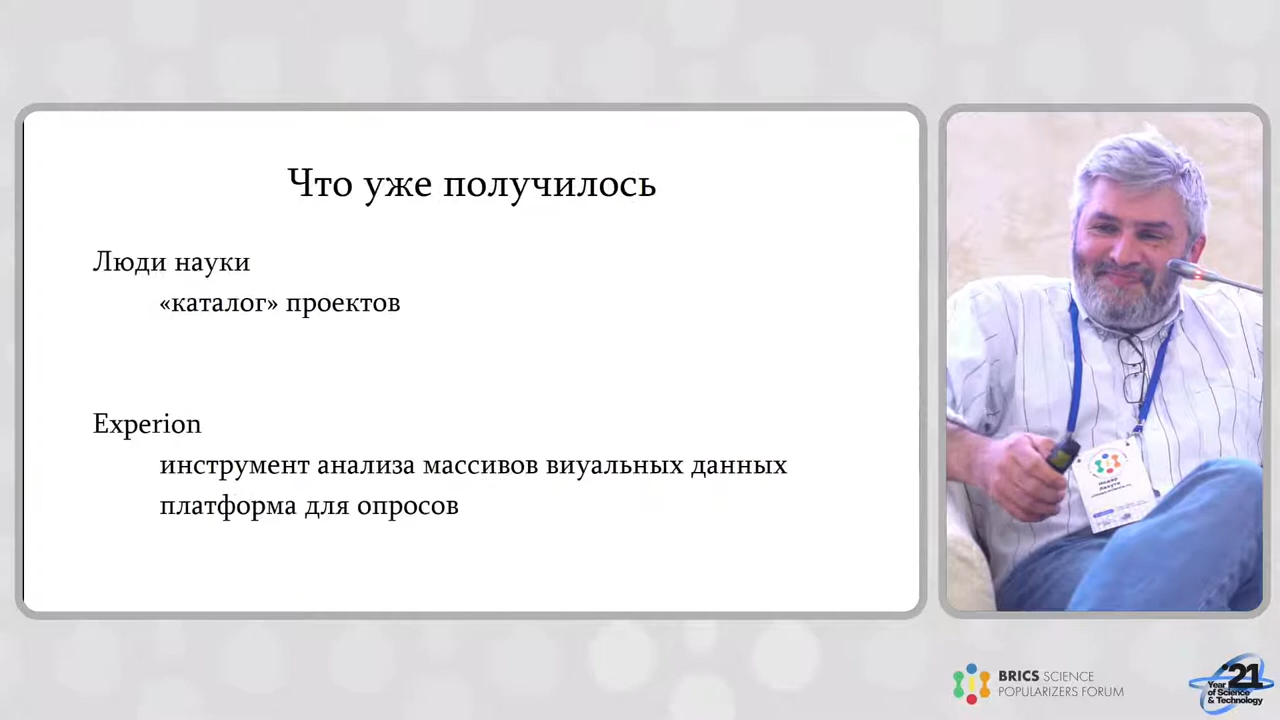 Что уже получилось
Люди науки
«каталог» проектов
Experion
инструмент анализа массивов виуальных данных
платформа для опросов
BRICS SCIENCE
POPULARIZERS FORUM
'21
Year
of Science
& Technology